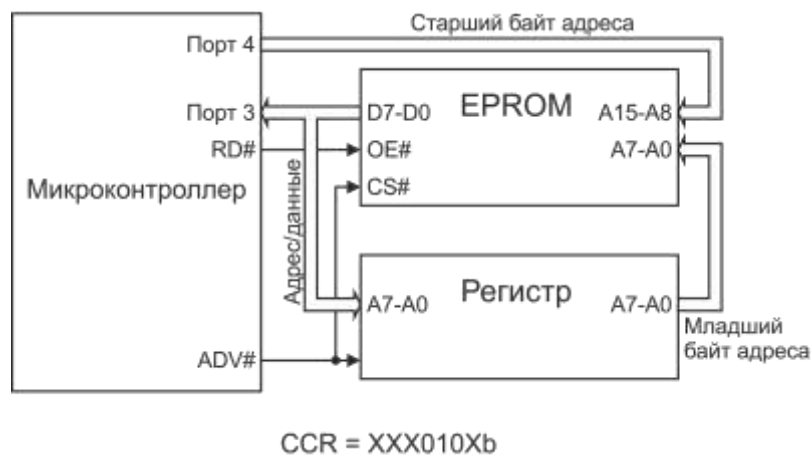 Старший байт адреса
Порт 4
Порт 3
D7-D0
EPROM
A15-A8
RD#
OE#
A7-A0
CS#
Микроконтроллер
Адрес/данные
A7-A0
Регистр
A7-A0
Младший
байт адреса
ADV#
CCR = XXX010Xb